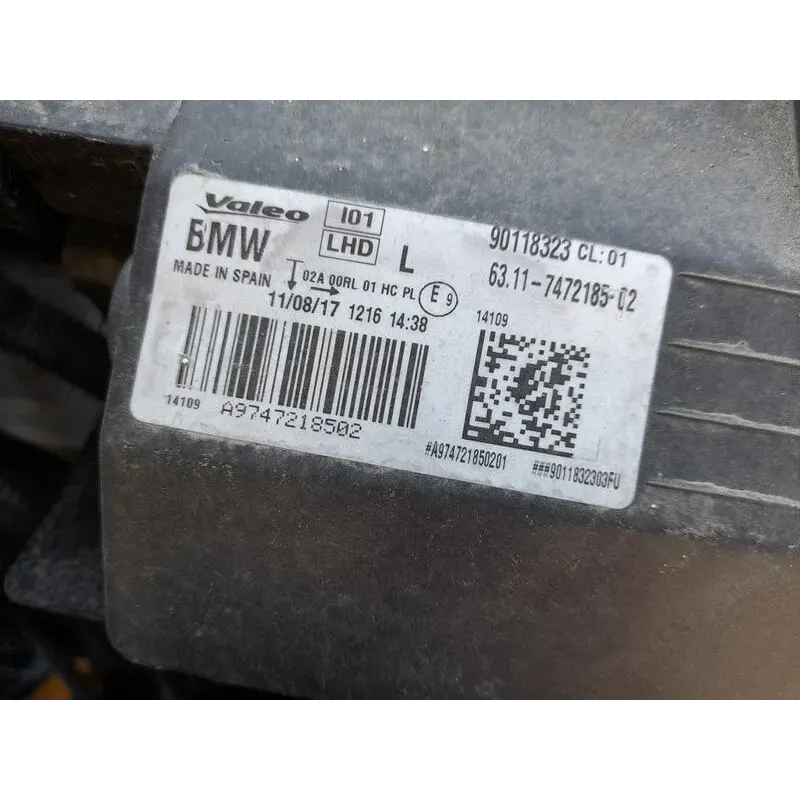 Valeo I01
BMW LHD L
MADE IN SPAIN
02A 00RL 01 HC PL E 9
11/08/17 1216 14:38
14109 A9747218502
90118323 CL:01
63.11-7472185-02
14109
#A974721850201 ###9011832303FU